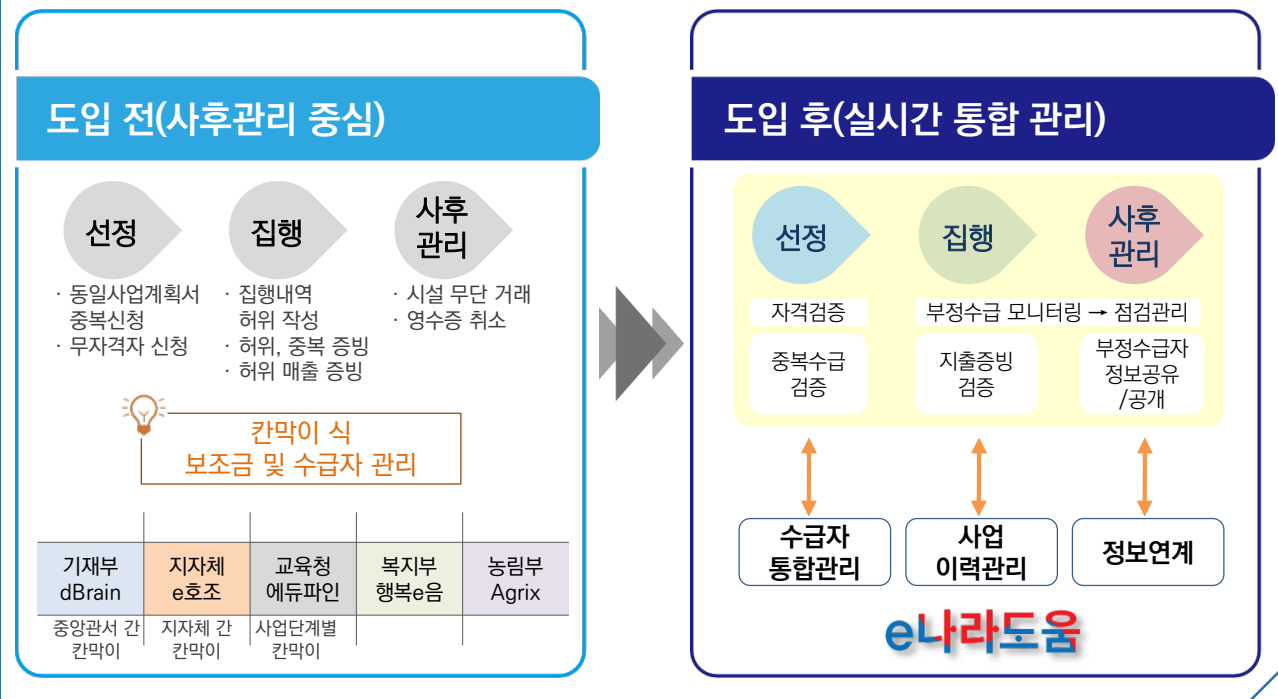 도입 전(사후관리 중심)
선정
집행
사후
관리
· 동일사업계획서
중복신청
· 무자격자 신청
· 집행내역
허위 작성
· 허위, 중복 증빙
· 허위 매출 증빙
· 시설 무단 거래
· 영수증 취소
칸막이 식
보조금 및 수급자 관리
기재부
dBrain
지자체
e호조
교육청
에듀파인
복지부
행복e음
농림부
Agrix
중앙관서 간
칸막이
지자체 간
칸막이
사업단계별
칸막이
도입 후(실시간 통합 관리)
선정
집행
사후
관리
자격검증
부정수급 모니터링 → 점검관리
중복수급
검증
지출증빙
검증
부정수급자
정보공유
/공개
수급자
통합관리
사업
이력관리
정보연계
e나라도움